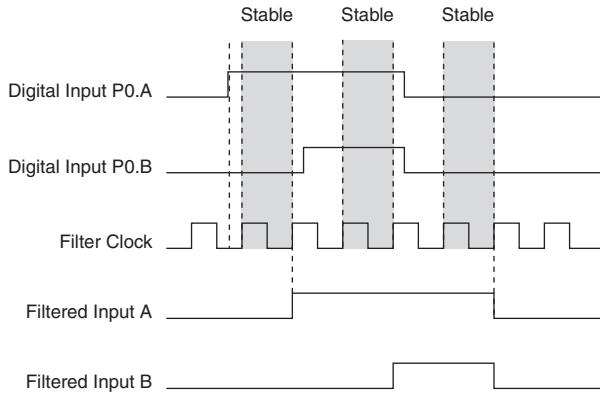 Stable Stable Stable
Digital Input P0.A
Digital Input P0.B
Filter Clock
Filtered Input A
Filtered Input B